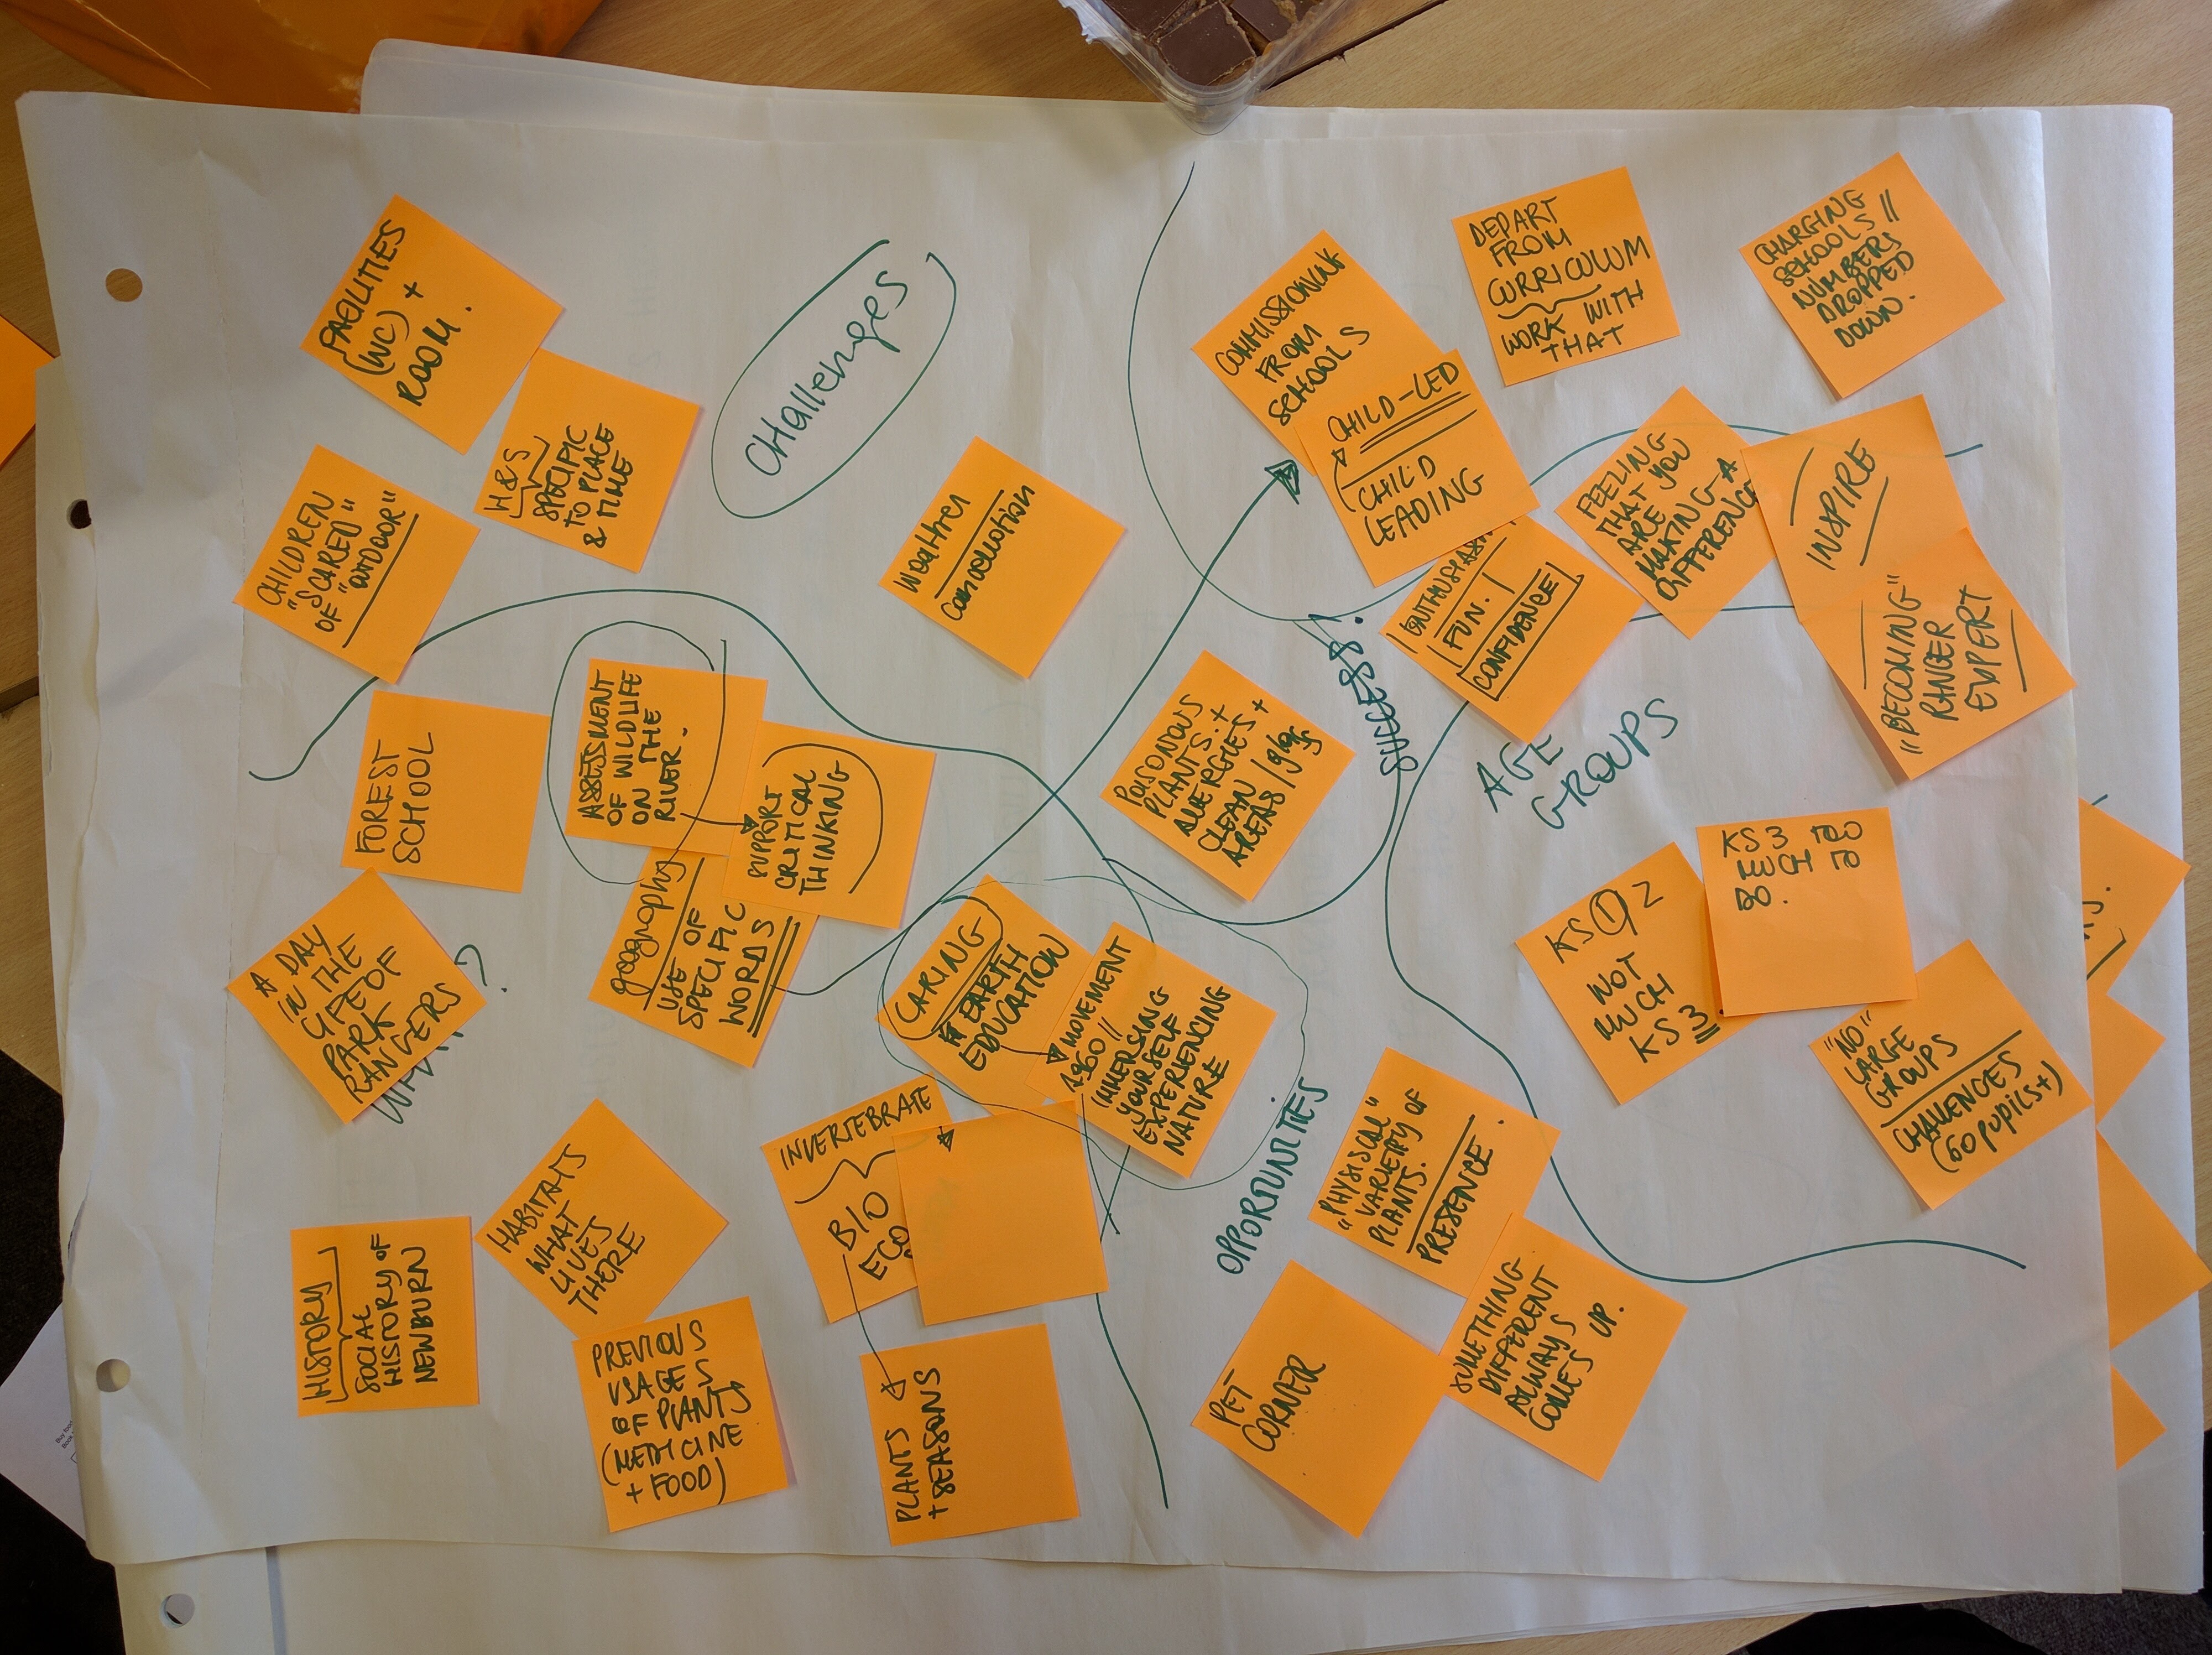 FACILITIES
(WC) +
ROOM.
H & S
SPECIFIC
TO PLACE
& TIME
CHILDREN
"SCARED"
OF "OUTDOOR"
CHallenges
weather
cancellation
POISONOUS
PLANTS +
ALLERGIES +
CLEAN
AREAS /
COMMISSIONING
FROM
SCHOOLS
CHILD-LED
(CHILD
LEADING
DEPART
FROM
CURRICULUM
WORK WITH
THAT
CHARGING
SCHOOLS //
NUMBERS
DROPPED
DOWN.
FEELING
THAT YOU
ARE
MAKING A
DIFFERENCE
INSPIRE
"BECOMING"
RANGER
EXPERT
FUN.
CONFIDENCE
SUCCESS!
AGE
GROUPS
KS 1 2
NOT
MUCH
KS 3
KS 3 TOO
MUCH TO
DO.
"NO"
LARGE
GROUPS
CHALLENGES
(60 pupils+)
FOREST
SCHOOL
ASSESSMENT
OF WILDLIFE
ON THE
RIVER.
SUPPORT
CRITICAL
THINKING
geography
USE OF
SPECIFIC
WORDS
A DAY
IN THE
LIFE OF
PARK
RANGERS
?
CARING
EARTH
EDUCATION
MOVEMENT
1960 //
IMMERSING
YOURSELF
EXPERIENCING
NATURE
INVERTEBRATE
BIO
ECO
PLANTS
+ SEASONS
HABITATS
WHAT
LIVES
THERE
HISTORY
SOCIAL
HISTORY OF
NEWBURN
PREVIOUS
USAGES
OF PLANTS
(MEDICINE
+ FOOD)
OPPORTUNITIES
"PHYSICAL"
"VARIETY OF
PLANTS.
PRESENCE.
PET
CORNER
SOMETHING
DIFFERENT
ALWAYS
COMES UP.